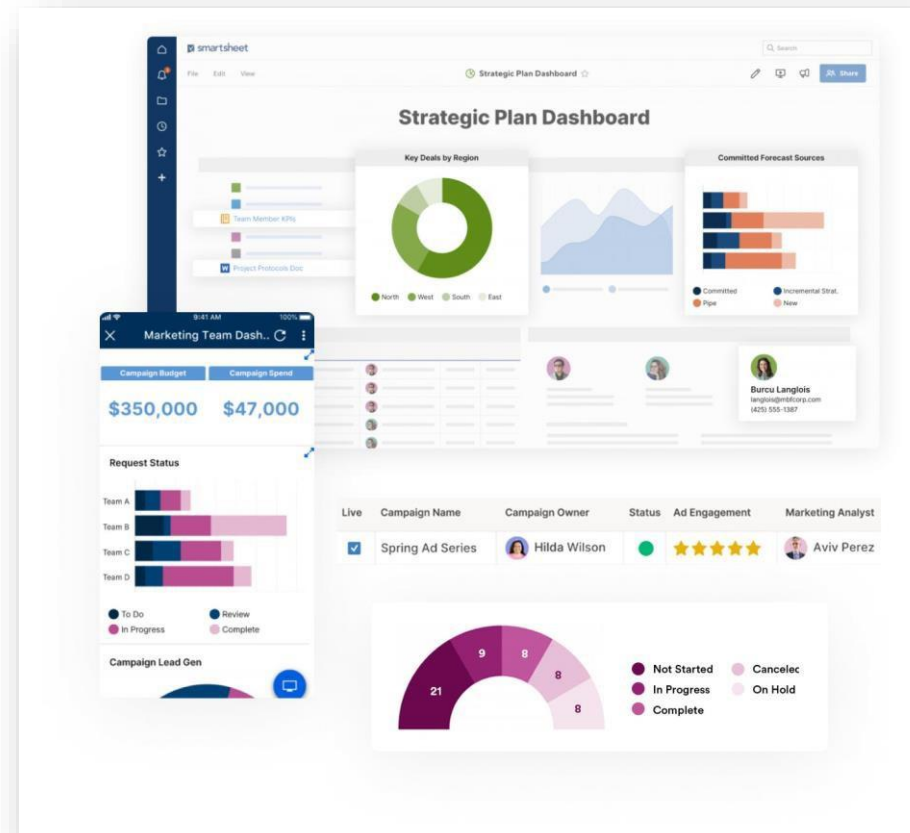 smartsheet
Search
File Edit View
Strategic Plan Dashboard
Share
Strategic Plan Dashboard
Key Deals by Region
Committed Forecast Sources
Team Member KPIs
Project Protocols Doc
North West South East
Committed Incremental Strat.
Pipe New
Burcu Langlois
langlois@mbfcorp.com
(425) 555-1387
9:41 AM 100%
Marketing Team Dash..
Campaign Budget Campaign Spend
$350,000 $47,000
Request Status
Team A
Team B
Team C
Team D
To Do Review
In Progress Complete
Campaign Lead Gen
Live Campaign Name Campaign Owner Status Ad Engagement Marketing Analyst
Spring Ad Series Hilda Wilson Aviv Perez
21 9 8 8 8
Not Started Cancelec
In Progress On Hold
Complete